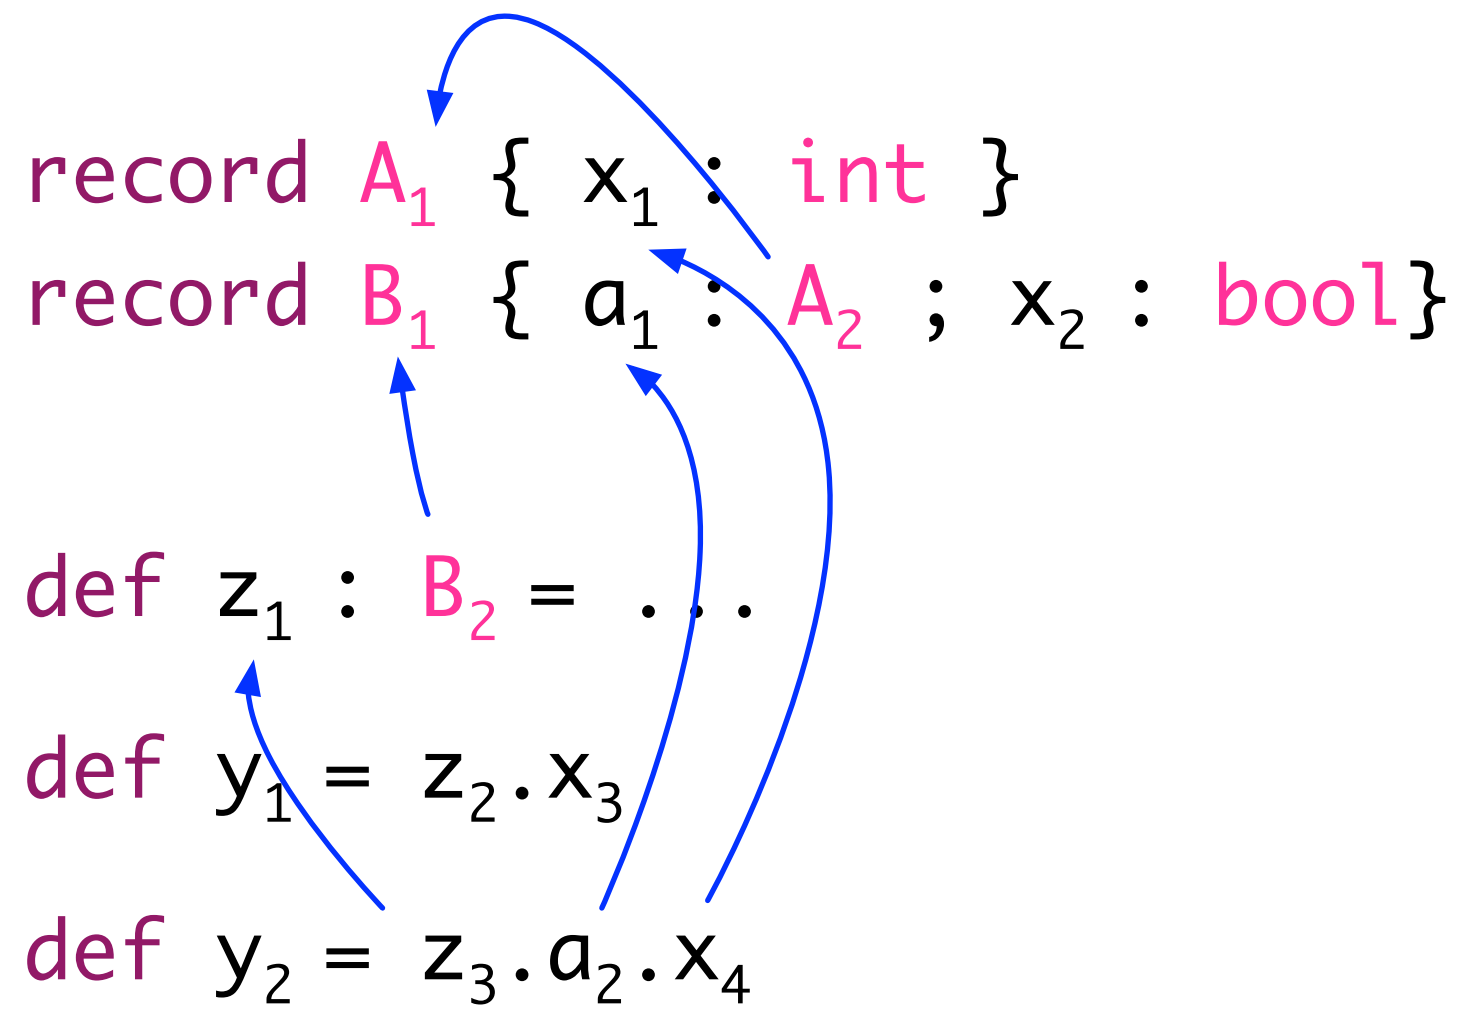 record A₁ { x₁ : int }
record B₁ { a₁ : A₂ ; x₂ : bool}
def z₁ : B₂ = ...
def y₁ = z₂.x₃
def y₂ = z₃.a₂.x₄